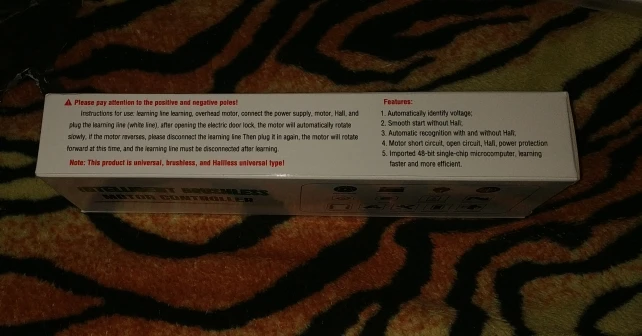 Please pay attention to the positive and negative poles!
Instructions for use: learning line learning, overhead motor, connect the power supply, motor, Hall, and
plug the learning line (white line), after opening the electric door lock, the motor will automatically rotate
slowly, if the motor reverses, please disconnect the learning line Then plug it in again, the motor will rotate
forward at this time, and the learning line must be disconnected after learning.
Note: This product is universal, brushless, and Hallless universal type!
Features:
1. Automatically identify voltage;
2. Smooth start without Hall;
3. Automatic recognition with and without Hall;
4. Motor short circuit, open circuit, Hall, power protection
5. Imported 48-bit single-chip microcomputer, learning
faster and more efficient.
INTELLIGENT BRUSHLESS
MOTOR CONTROLLER